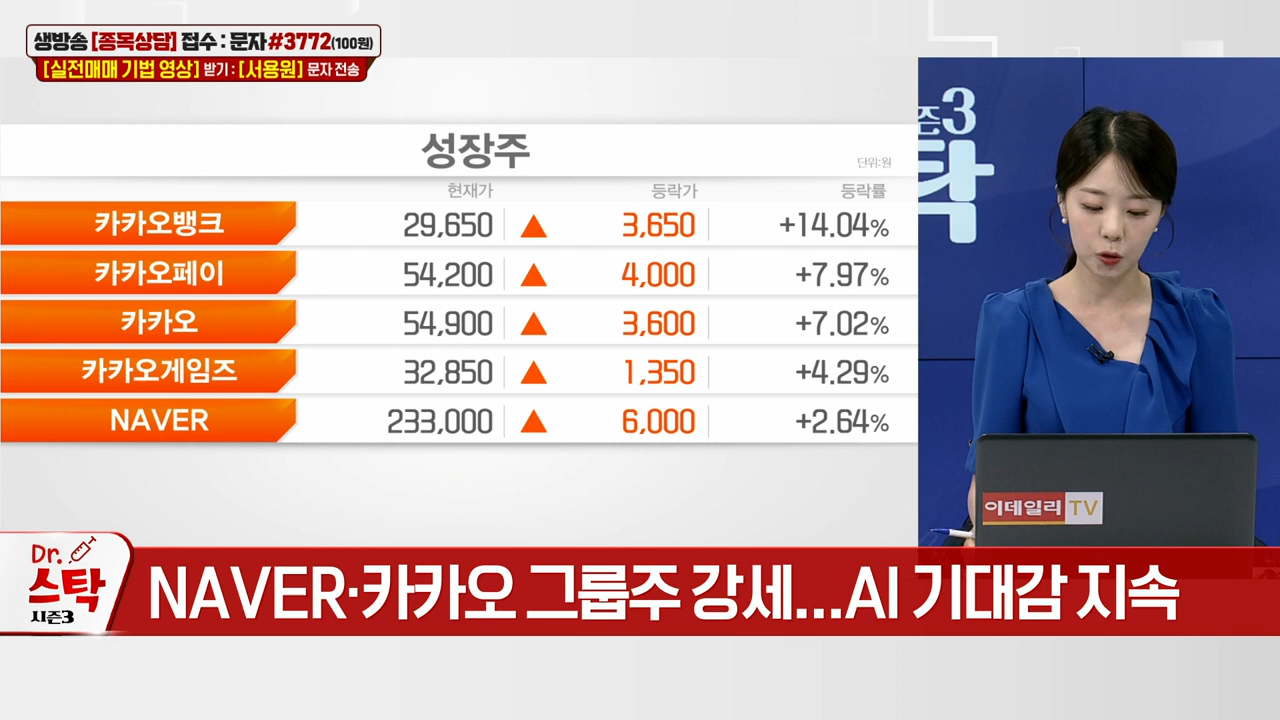 생방송 [종목상담] 접수 : 문자#3772(100원)
[실전매매 기법 영상] 받기 : [서용원] 문자 전송
성장주
단위:원
현재가 등락가 등락률
카카오뱅크 29,650 ▲ 3,650 +14.04%
카카오페이 54,200 ▲ 4,000 +7.97%
카카오 54,900 ▲ 3,600 +7.02%
카카오게임즈 32,850 ▲ 1,350 +4.29%
NAVER 233,000 ▲ 6,000 +2.64%
즌3
탁
이데일리 TV
Dr.
스탁
시즌3
NAVER·카카오 그룹주 강세...AI 기대감 지속